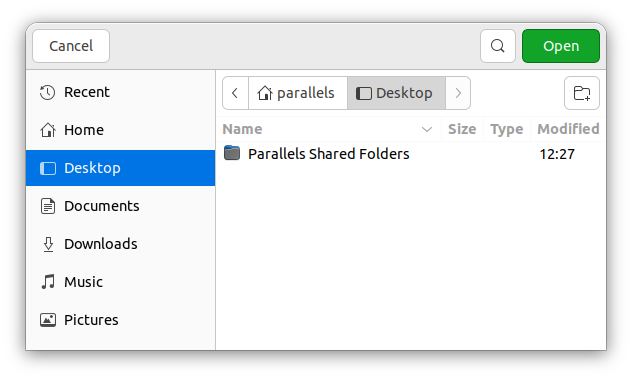 Cancel
Open
Recent
Home
Desktop
Documents
Downloads
Music
Pictures
parallels Desktop
Name Size Type Modified
Parallels Shared Folders 12:27